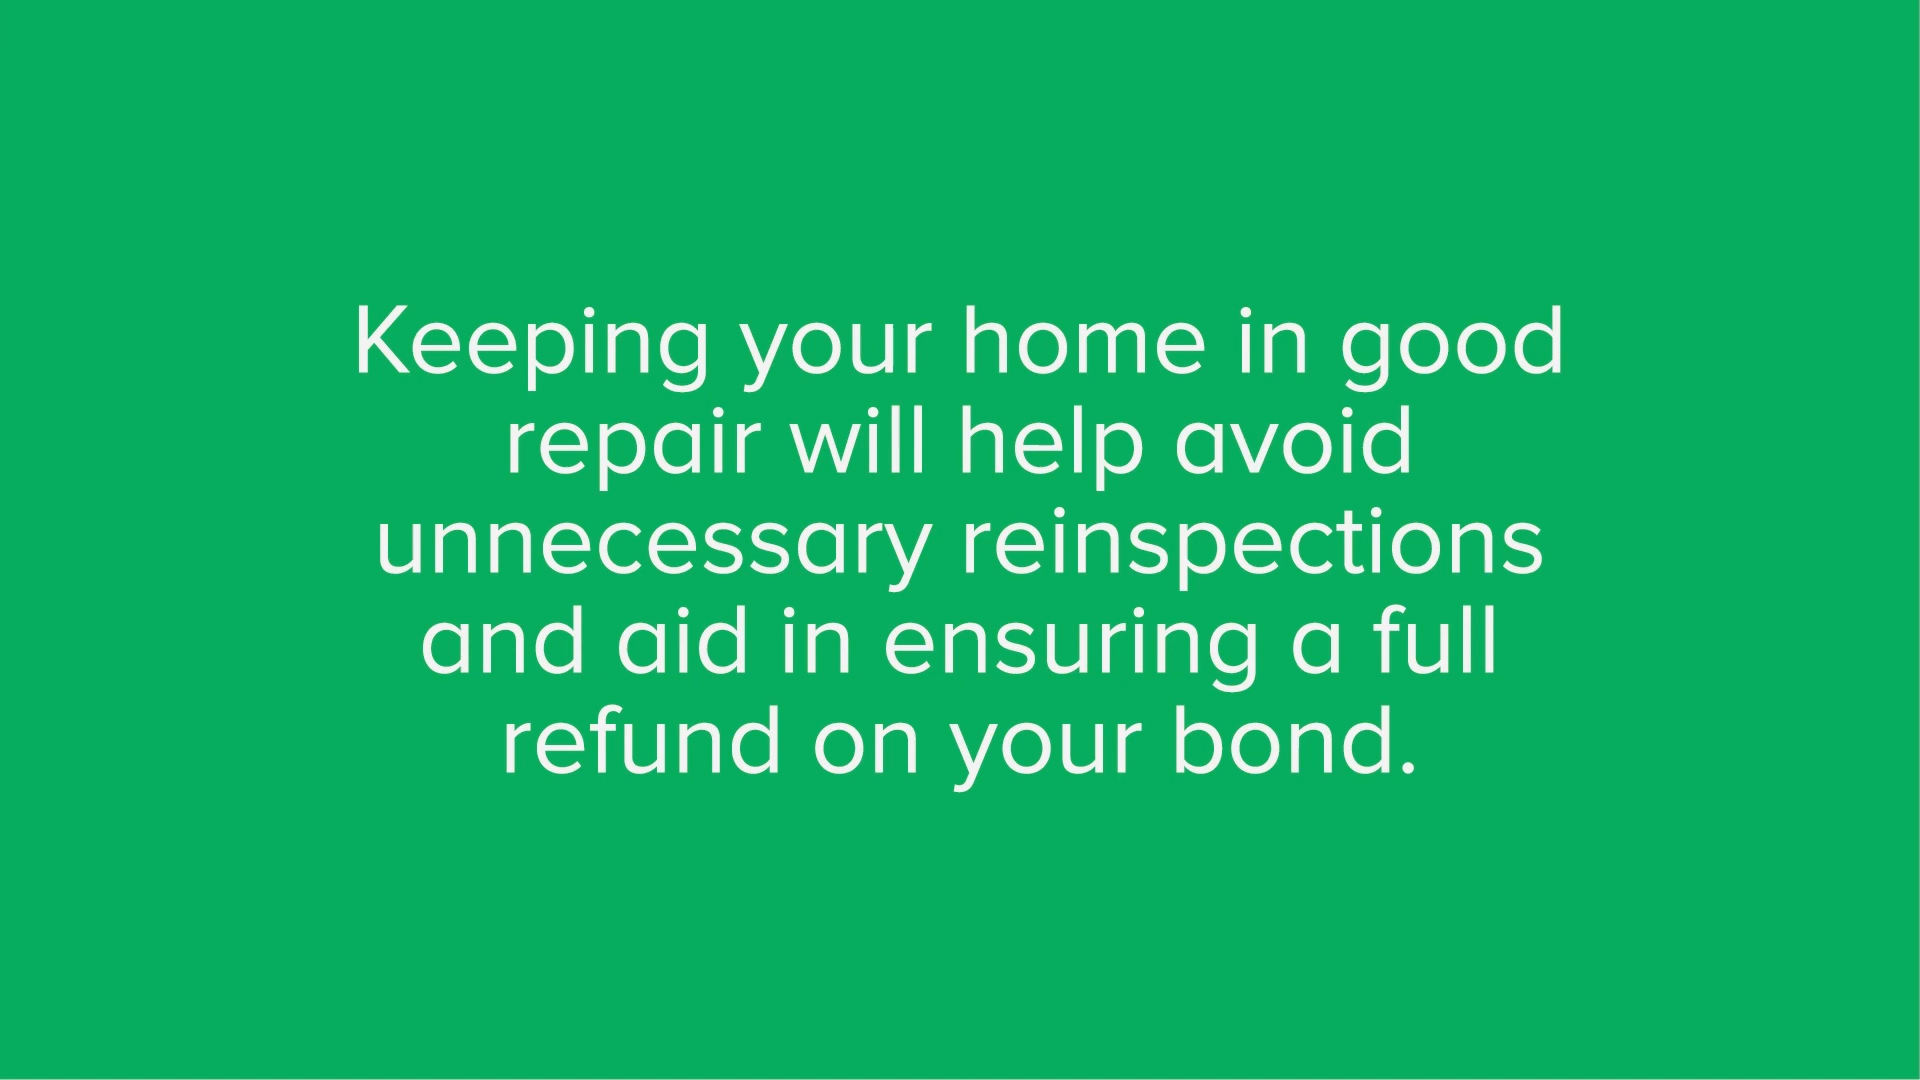 Keeping your home in good
repair will help avoid
unnecessary reinspections
and aid in ensuring a full
refund on your bond.